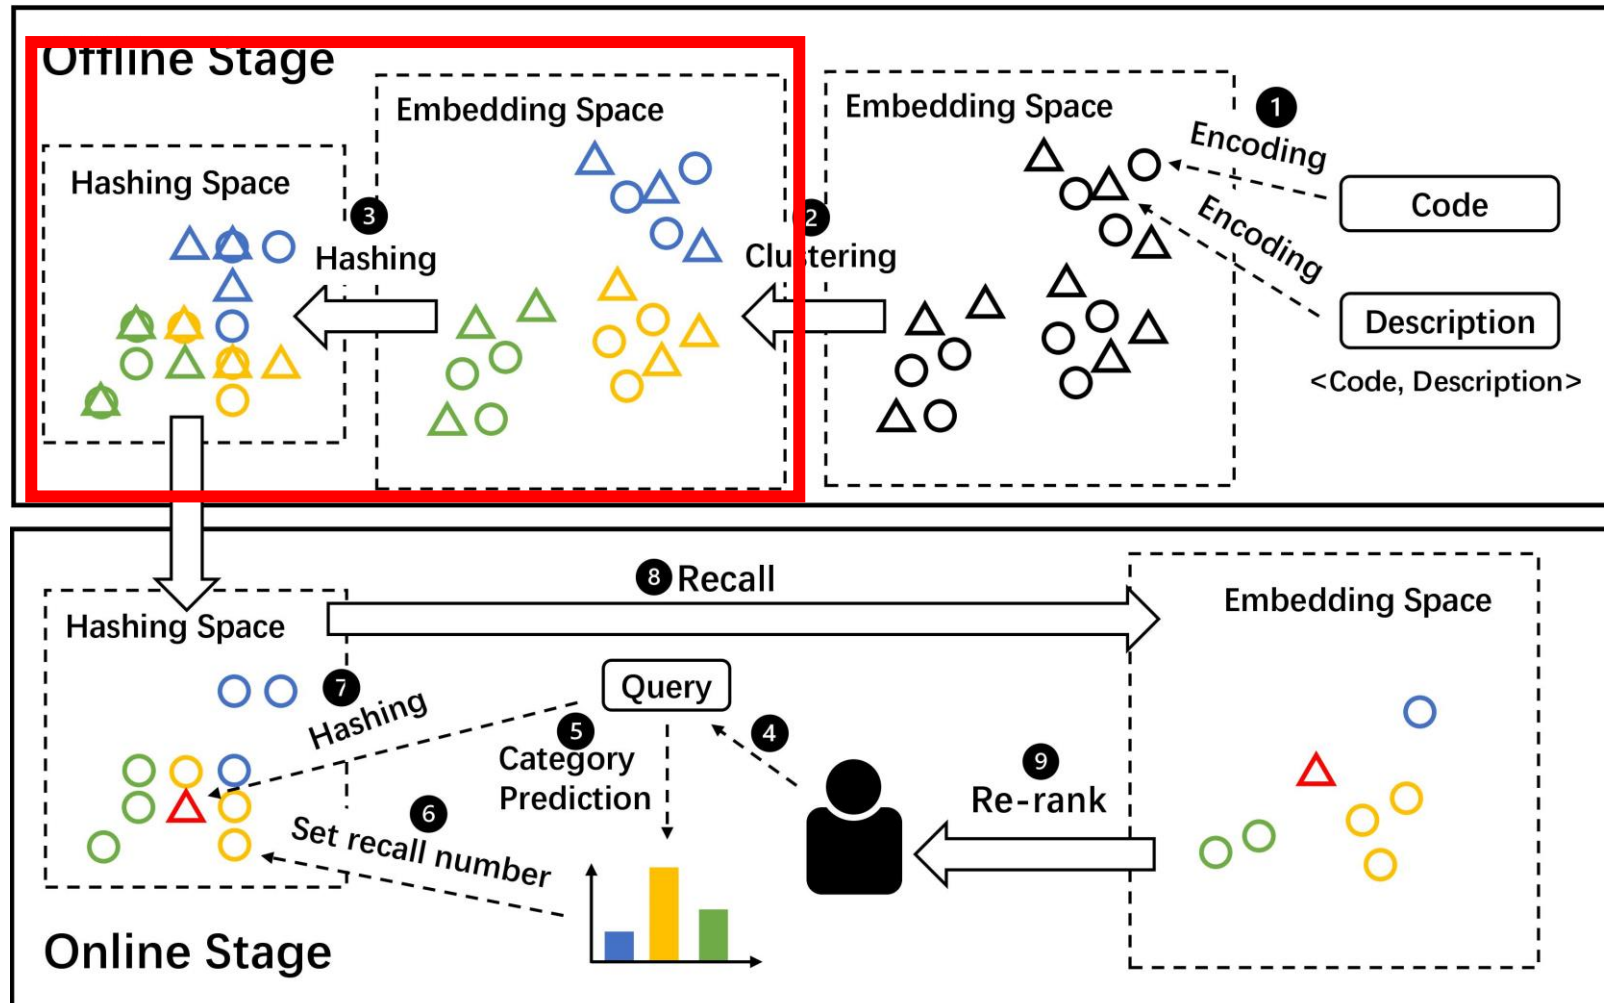 Offline Stage
Embedding Space
Embedding Space
1
Encoding
Hashing Space
Code
3
2
Encoding
Hashing
Clustering
Description
<Code, Description>
8 Recall
Embedding Space
Hashing Space
7
Hashing
Query
5
4
Category
Prediction
9
Re-rank
6
Set recall number
Online Stage